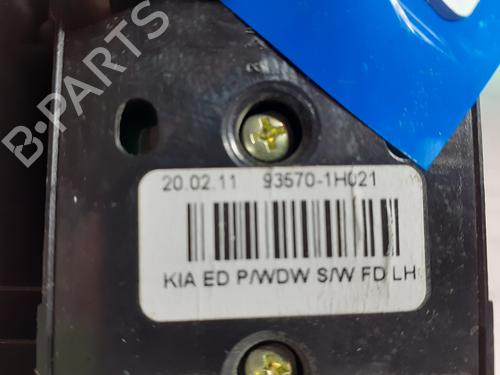 B-PARTS
20.02.11 93570-1H021
KIA ED P/WDW S/W FD LH